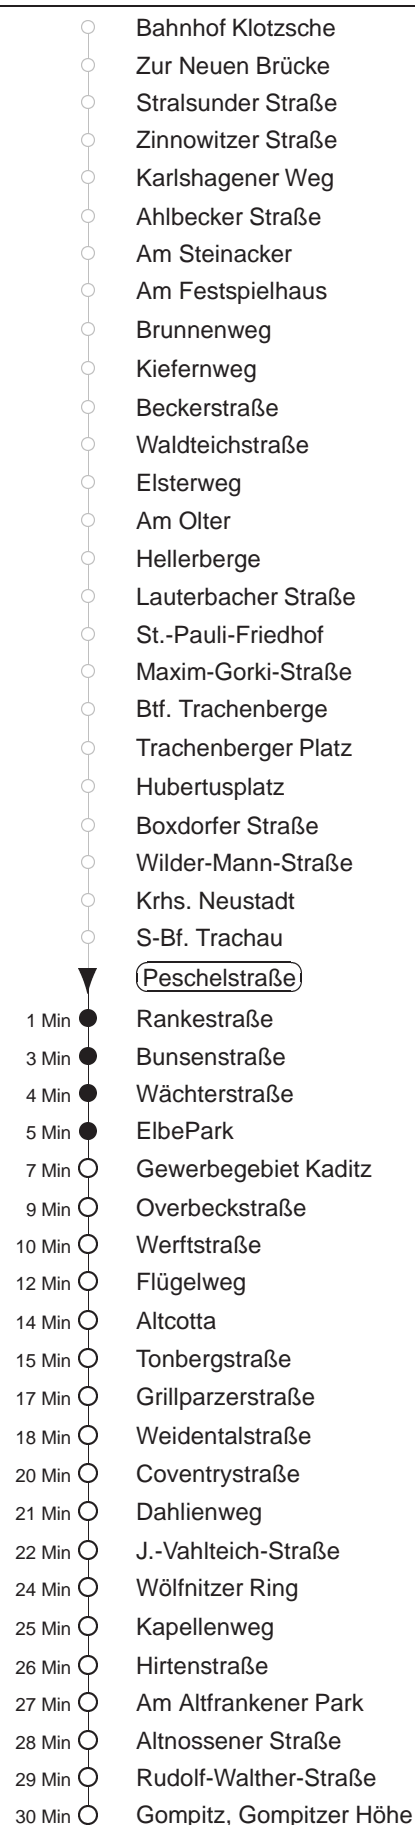 Bahnhof Klotzsche
Zur Neuen Brücke
Stralsunder Straße
Zinnowitzer Straße
Karlshagener Weg
Ahlbecker Straße
Am Steinacker
Am Festspielhaus
Brunnenweg
Kiefernweg
Beckerstraße
Waldteichstraße
Elsterweg
Am Olter
Hellerberge
Lauterbacher Straße
St.-Pauli-Friedhof
Maxim-Gorki-Straße
Btf. Trachenberge
Trachenberger Platz
Hubertusplatz
Boxdorfer Straße
Wilder-Mann-Straße
Krhs. Neustadt
S-Bf. Trachau
Peschelstraße
1 Min Rankestraße
3 Min Bunsenstraße
4 Min Wächterstraße
5 Min ElbePark
7 Min Gewerbegebiet Kaditz
9 Min Overbeckstraße
10 Min Werftstraße
12 Min Flügelweg
14 Min Altcotta
15 Min Tonbergstraße
17 Min Grillparzerstraße
18 Min Weidentalstraße
20 Min Coventrystraße
21 Min Dahlienweg
22 Min J.-Vahlteich-Straße
24 Min Wölfnitzer Ring
25 Min Kapellenweg
26 Min Hirtenstraße
27 Min Am Altfrankener Park
28 Min Altnossener Straße
29 Min Rudolf-Walther-Straße
30 Min Gompitz, Gompitzer Höhe